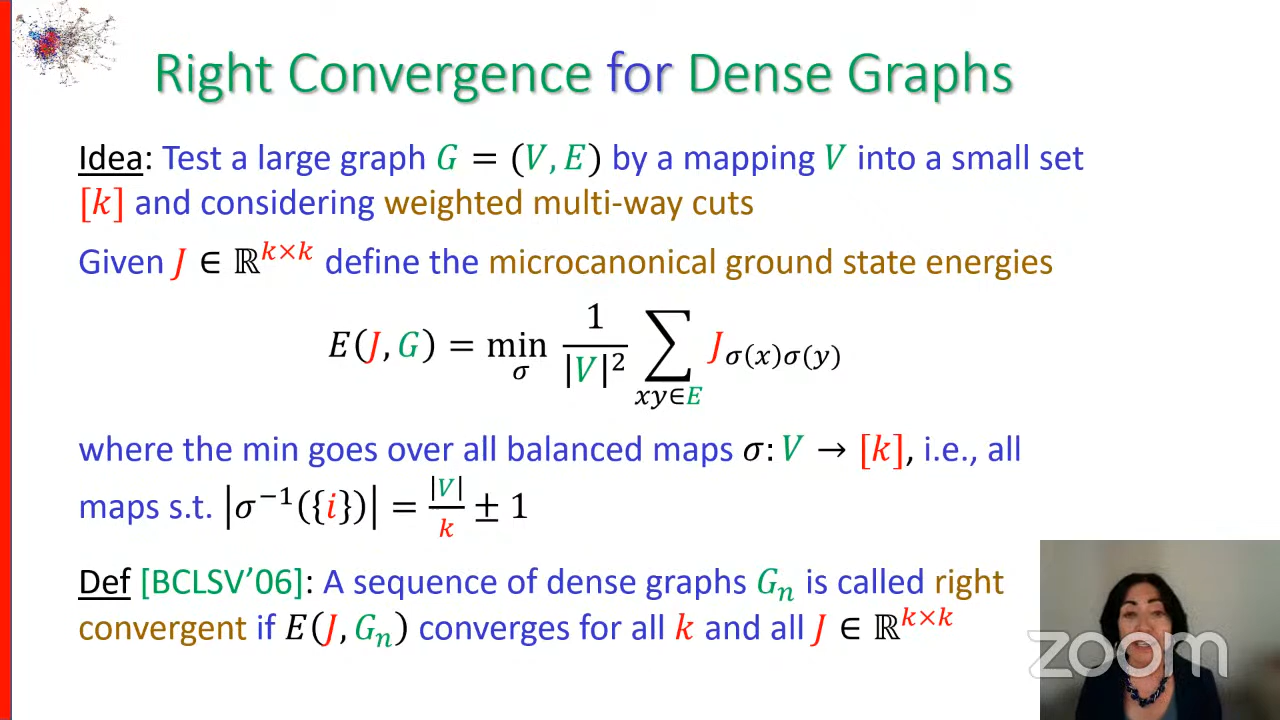 Right Convergence for Dense Graphs
Idea: Test a large graph G = (V, E) by a mapping V into a small set
[k] and considering weighted multi-way cuts
Given J ∈ ℝ^{k×k} define the microcanonical ground state energies
E(J, G) = min_σ 1/|V|² ∑_{xy∈E} J_{σ(x)σ(y)}
where the min goes over all balanced maps σ: V → [k], i.e., all
maps s.t. |σ⁻¹({i})| = |V|/k ± 1
Def [BCLSV’06]: A sequence of dense graphs Gₙ is called right
convergent if E(J, Gₙ) converges for all k and all J ∈ ℝ^{k×k}
zoom